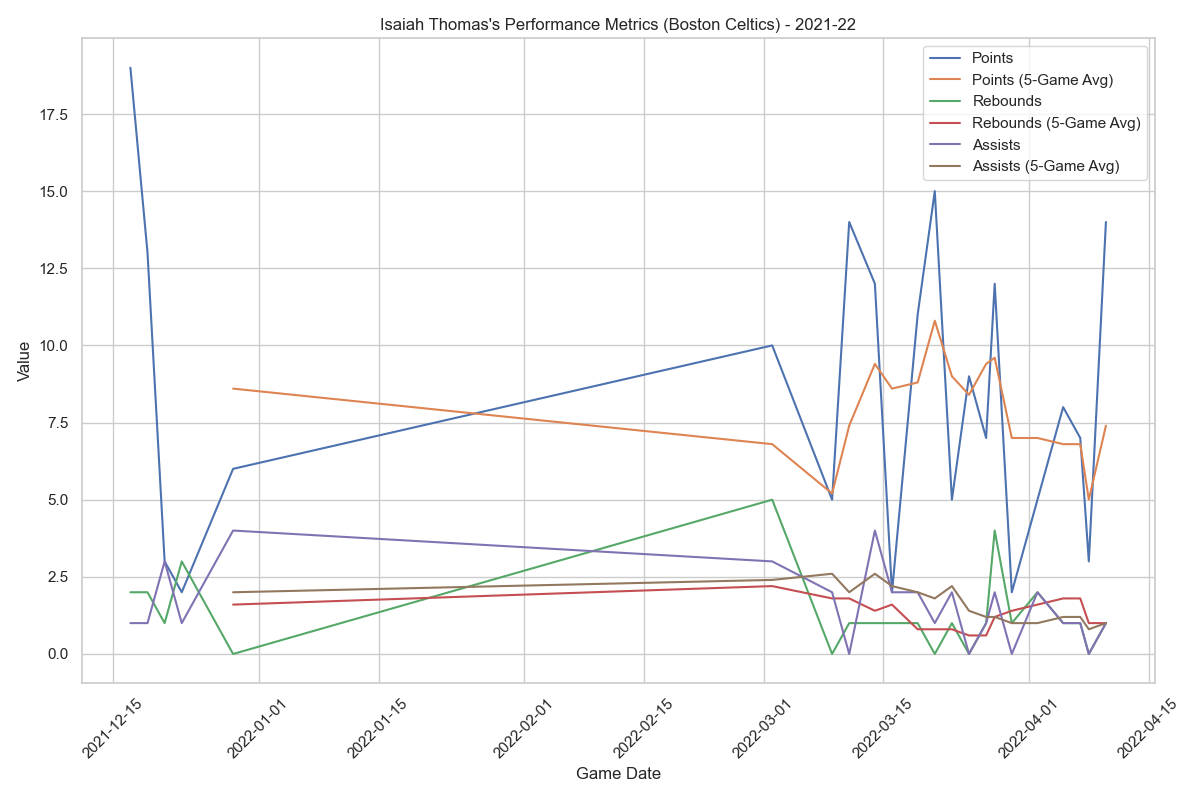 Isaiah Thomas's Performance Metrics (Boston Celtics) - 2021-22
Points
Points (5-Game Avg)
Rebounds
Rebounds (5-Game Avg)
Assists
Assists (5-Game Avg)
Value
17.5
15.0
12.5
10.0
7.5
5.0
2.5
0.0
2021-12-15
2022-01-01
2022-01-15
2022-02-01
2022-02-15
2022-03-01
2022-03-15
2022-04-01
2022-04-15
Game Date